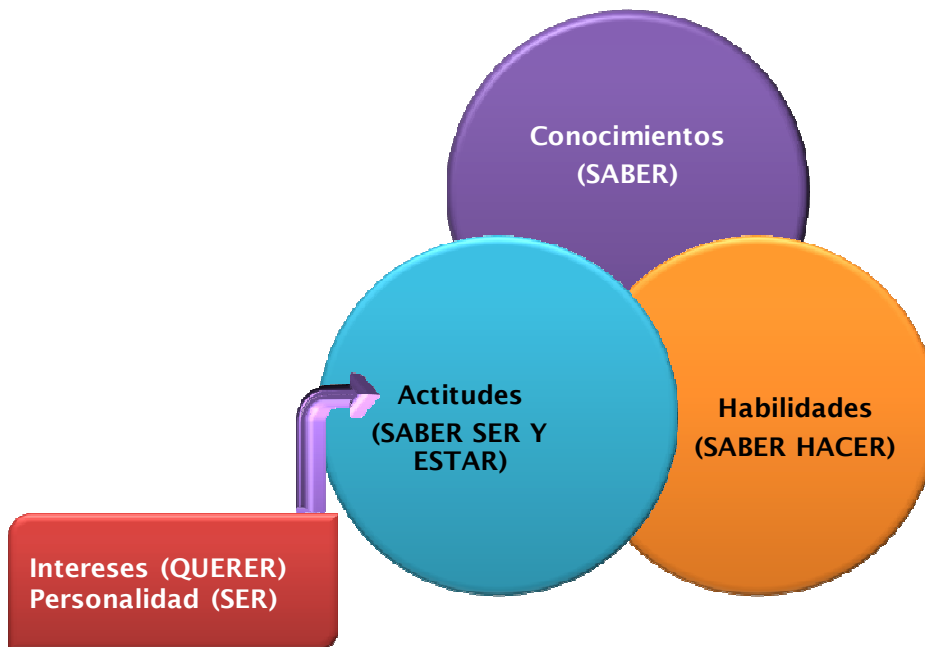 Conocimientos
(SABER)
Actitudes
(SABER SER Y
ESTAR)
Habilidades
(SABER HACER)
Intereses (QUERER)
Personalidad (SER)